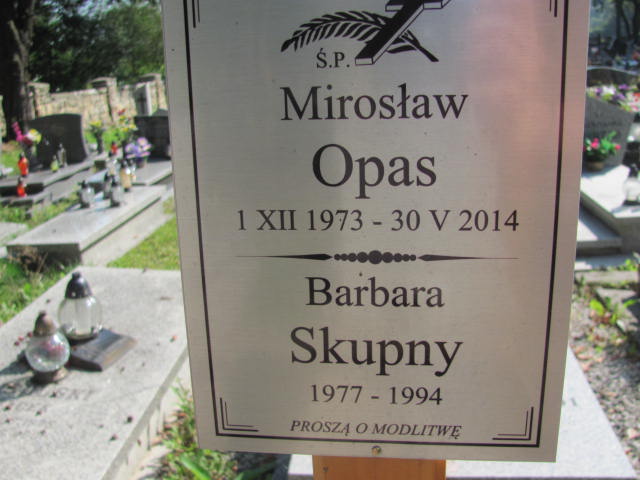 Ś.P.
Mirosław
Opas
1 XII 1973 - 30 V 2014
Barbara
Skupny
1977 - 1994
PROSZĄ O MODLITWĘ